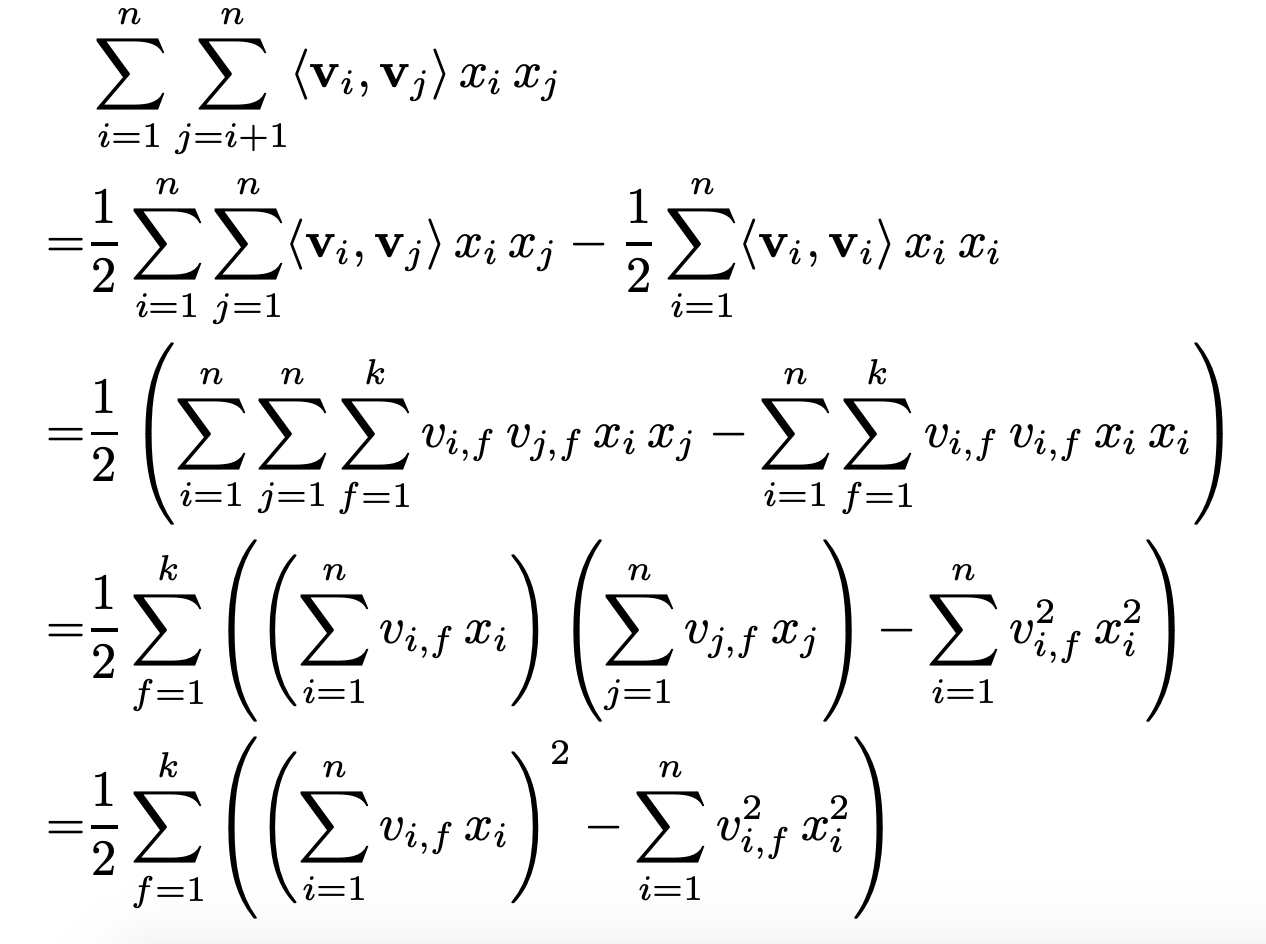 \sum_{i=1}^{n} \sum_{j=i+1}^{n} \langle \mathbf{v}_i, \mathbf{v}_j \rangle \, x_i \, x_j
= \frac{1}{2} \sum_{i=1}^{n} \sum_{j=1}^{n} \langle \mathbf{v}_i, \mathbf{v}_j \rangle \, x_i \, x_j - \frac{1}{2} \sum_{i=1}^{n} \langle \mathbf{v}_i, \mathbf{v}_i \rangle \, x_i \, x_i
= \frac{1}{2} \left( \sum_{i=1}^{n} \sum_{j=1}^{n} \sum_{f=1}^{k} v_{i,f} \, v_{j,f} \, x_i \, x_j - \sum_{i=1}^{n} \sum_{f=1}^{k} v_{i,f} \, v_{i,f} \, x_i \, x_i \right)
= \frac{1}{2} \sum_{f=1}^{k} \left( \left( \sum_{i=1}^{n} v_{i,f} \, x_i \right) \left( \sum_{j=1}^{n} v_{j,f} \, x_j \right) - \sum_{i=1}^{n} v_{i,f}^2 \, x_i^2 \right)
= \frac{1}{2} \sum_{f=1}^{k} \left( \left( \sum_{i=1}^{n} v_{i,f} \, x_i \right)^2 - \sum_{i=1}^{n} v_{i,f}^2 \, x_i^2 \right)